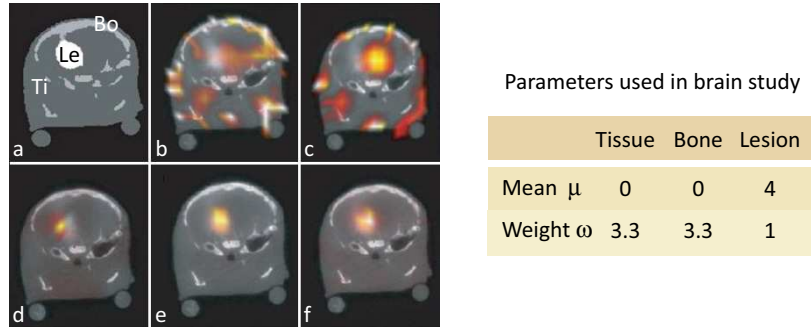 Bo
Le
Ti
a
b
c
d
e
f
Parameters used in brain study
Tissue Bone Lesion
Mean μ 0 0 4
Weight ω 3.3 3.3 1